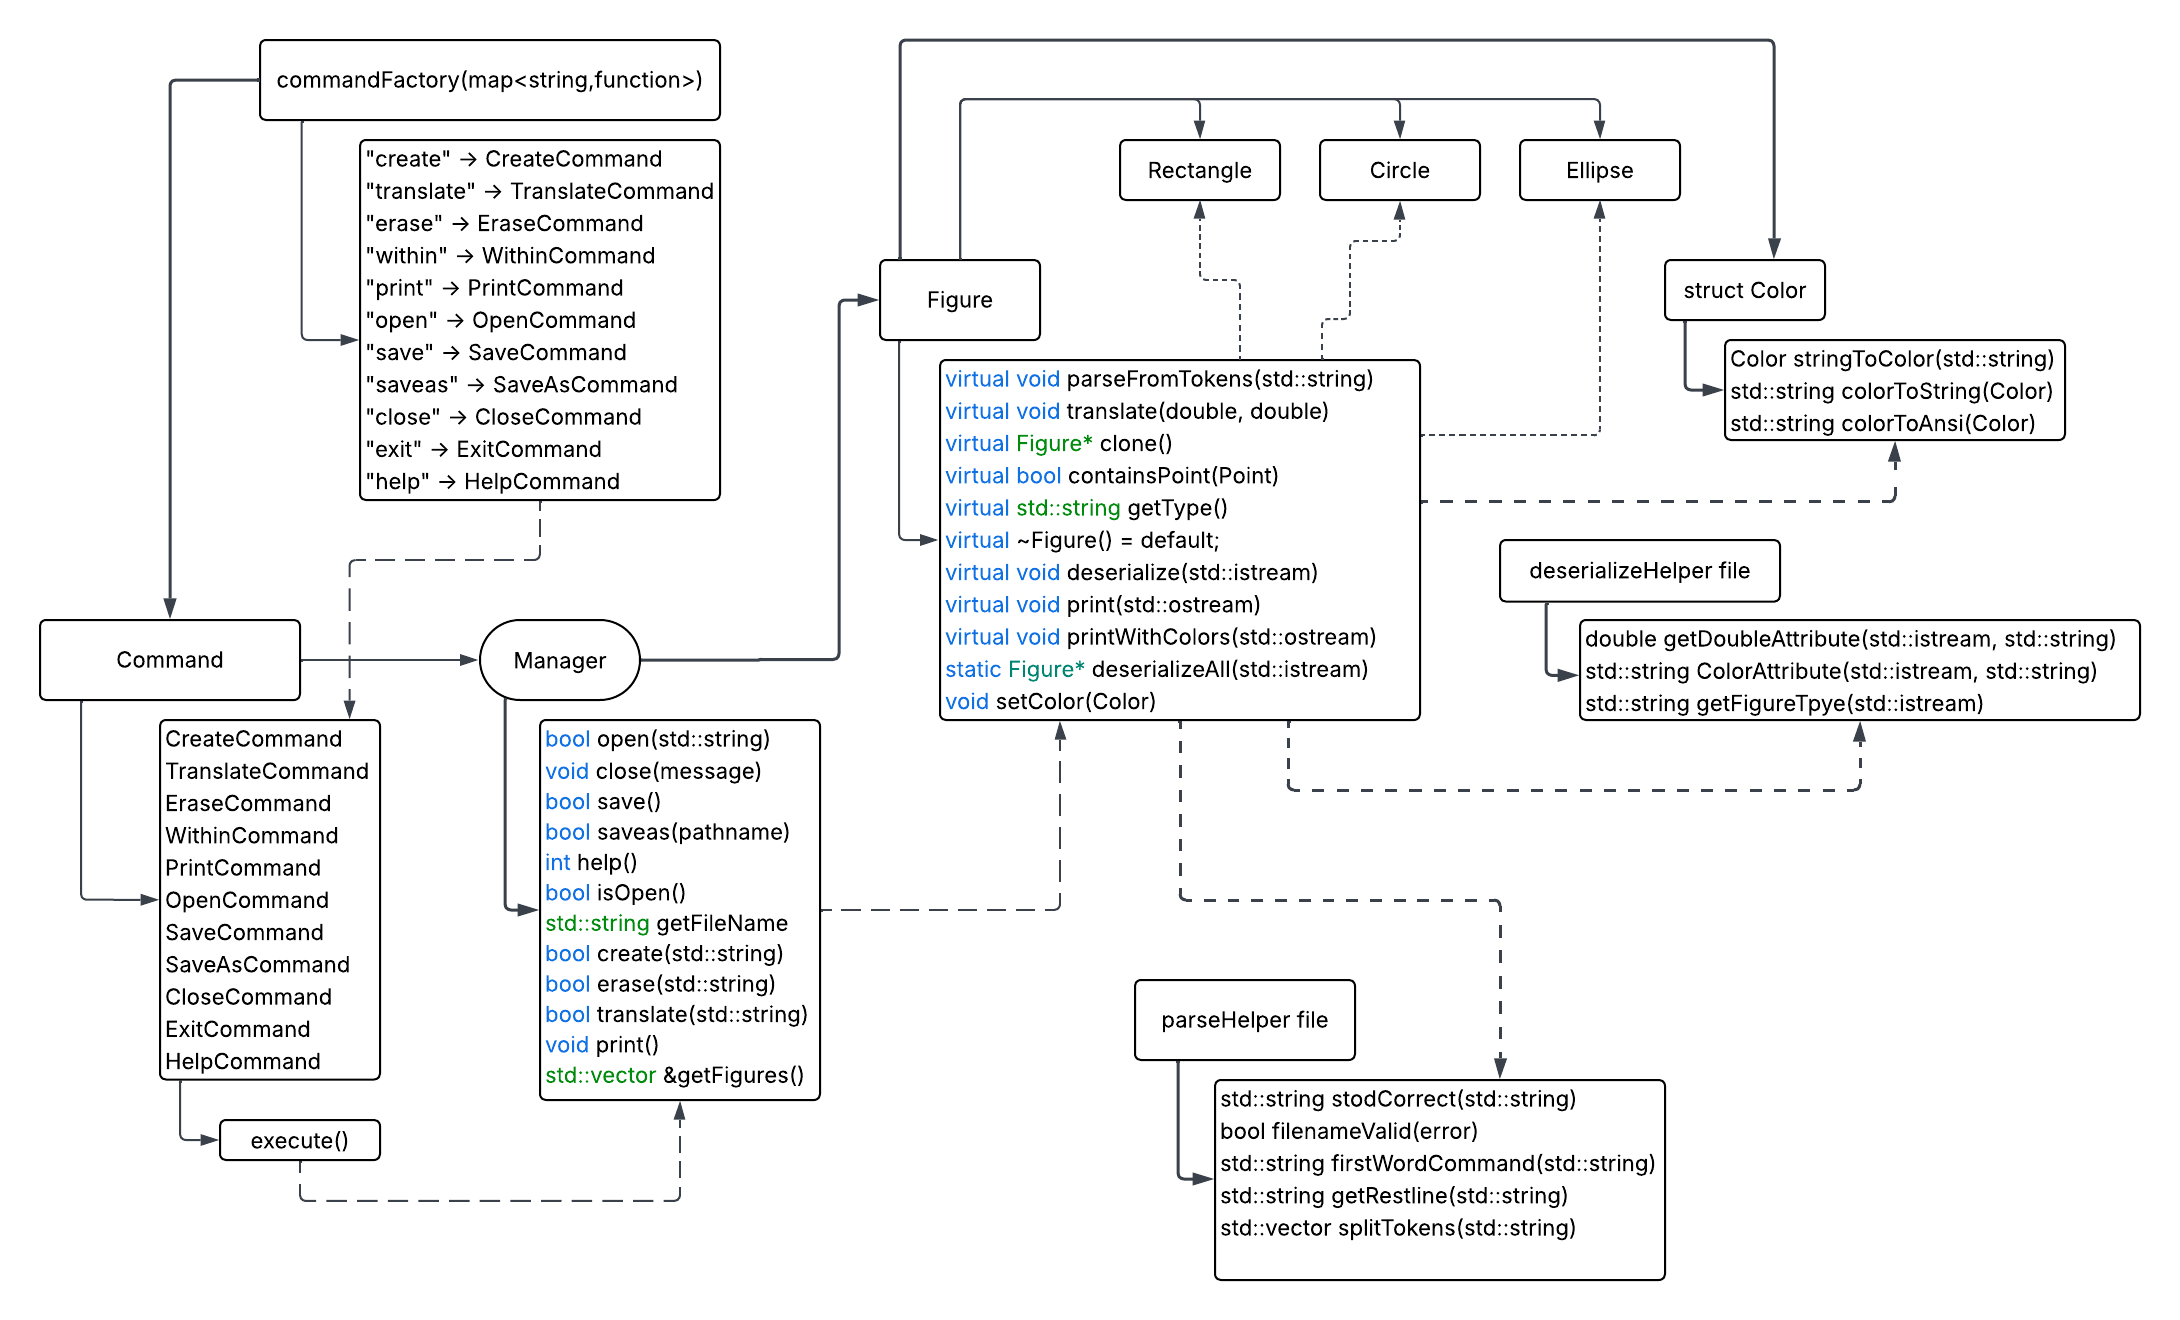 commandFactory(map<string,function>)
"create" → CreateCommand
"translate" → TranslateCommand
"erase" → EraseCommand
"within" → WithinCommand
"print" → PrintCommand
"open" → OpenCommand
"save" → SaveCommand
"saveas" → SaveAsCommand
"close" → CloseCommand
"exit" → ExitCommand
"help" → HelpCommand
Command
CreateCommand
TranslateCommand
EraseCommand
WithinCommand
PrintCommand
OpenCommand
SaveCommand
SaveAsCommand
CloseCommand
ExitCommand
HelpCommand
execute()
Manager
bool open(std::string)
void close(message)
bool save()
bool saveas(pathname)
int help()
bool isOpen()
std::string getFileName
bool create(std::string)
bool erase(std::string)
bool translate(std::string)
void print()
std::vector &getFigures()
Figure
Rectangle
Circle
Ellipse
virtual void parseFromTokens(std::string)
virtual void translate(double, double)
virtual Figure* clone()
virtual bool containsPoint(Point)
virtual std::string getType()
virtual ~Figure() = default;
virtual void deserialize(std::istream)
virtual void print(std::ostream)
virtual void printWithColors(std::ostream)
static Figure* deserializeAll(std::istream)
void setColor(Color)
struct Color
Color stringToColor(std::string)
std::string colorToString(Color)
std::string colorToAnsi(Color)
deserializeHelper file
double getDoubleAttribute(std::istream, std::string)
std::string ColorAttribute(std::istream, std::string)
std::string getFigureTpye(std::istream)
parseHelper file
std::string stodCorrect(std::string)
bool filenameValid(error)
std::string firstWordCommand(std::string)
std::string getRestline(std::string)
std::vector splitTokens(std::string)